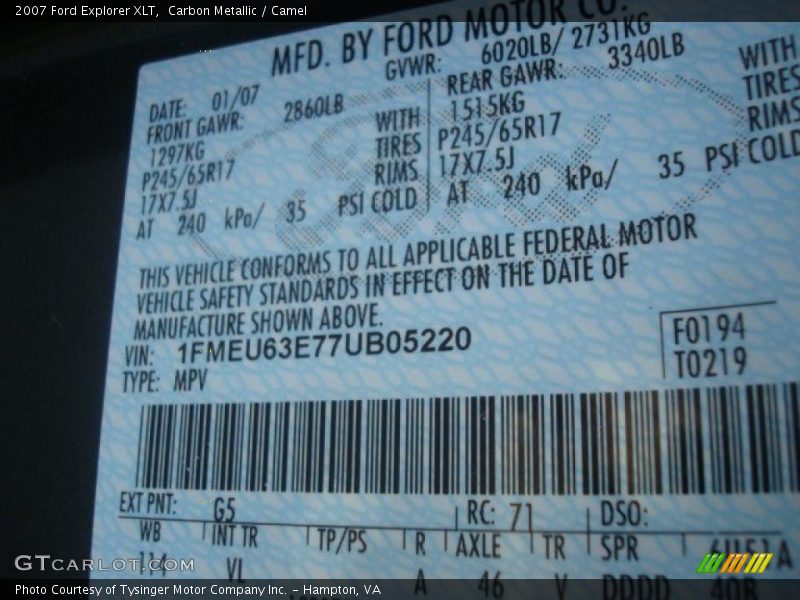 2007 Ford Explorer XLT, Carbon Metallic / Camel
MFD. BY FORD MOTOR CO.
DATE: 01/07 GVWR: 6020LB/ 2731KG
FRONT GAWR: 2860LB REAR GAWR: 3340LB
1297KG WITH 1515KG WITH
P245/65R17 TIRES P245/65R17 TIRES
17X7.5J RIMS 17X7.5J RIMS
AT 240 kPa/ 35 PSI COLD AT 240 kPa/ 35 PSI COLD
THIS VEHICLE CONFORMS TO ALL APPLICABLE FEDERAL MOTOR
VEHICLE SAFETY STANDARDS IN EFFECT ON THE DATE OF
MANUFACTURE SHOWN ABOVE.
VIN: 1FMEU63E77UB05220 F0194
TYPE: MPV T0219
EXT PNT: G5 RC: 71 DSO:
WB INT TR TP/PS R AXLE TR SPR
114 VL A 46 V DDDD
GTCARLOT.COM
Photo Courtesy of Tysinger Motor Company Inc. - Hampton, VA